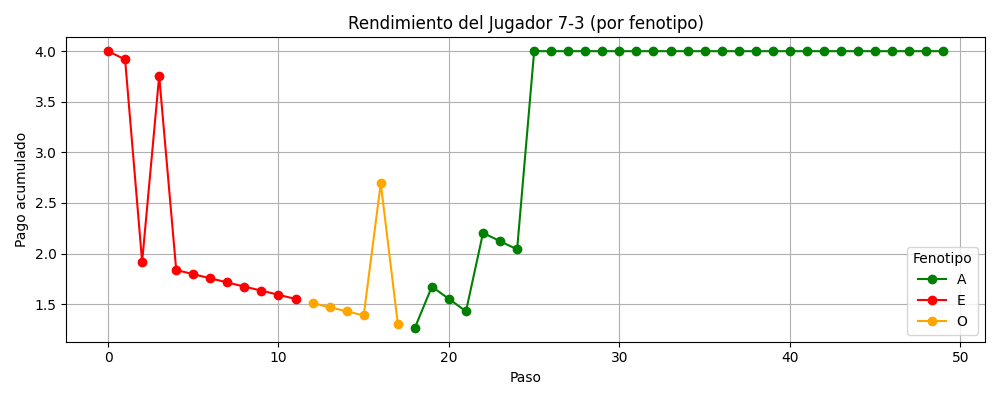 Rendimiento del Jugador 7-3 (por fenotipo)
Pago acumulado
4.0
3.5
3.0
2.5
2.0
1.5
0
10
20
30
40
50
Paso
Fenotipo
A
E
O